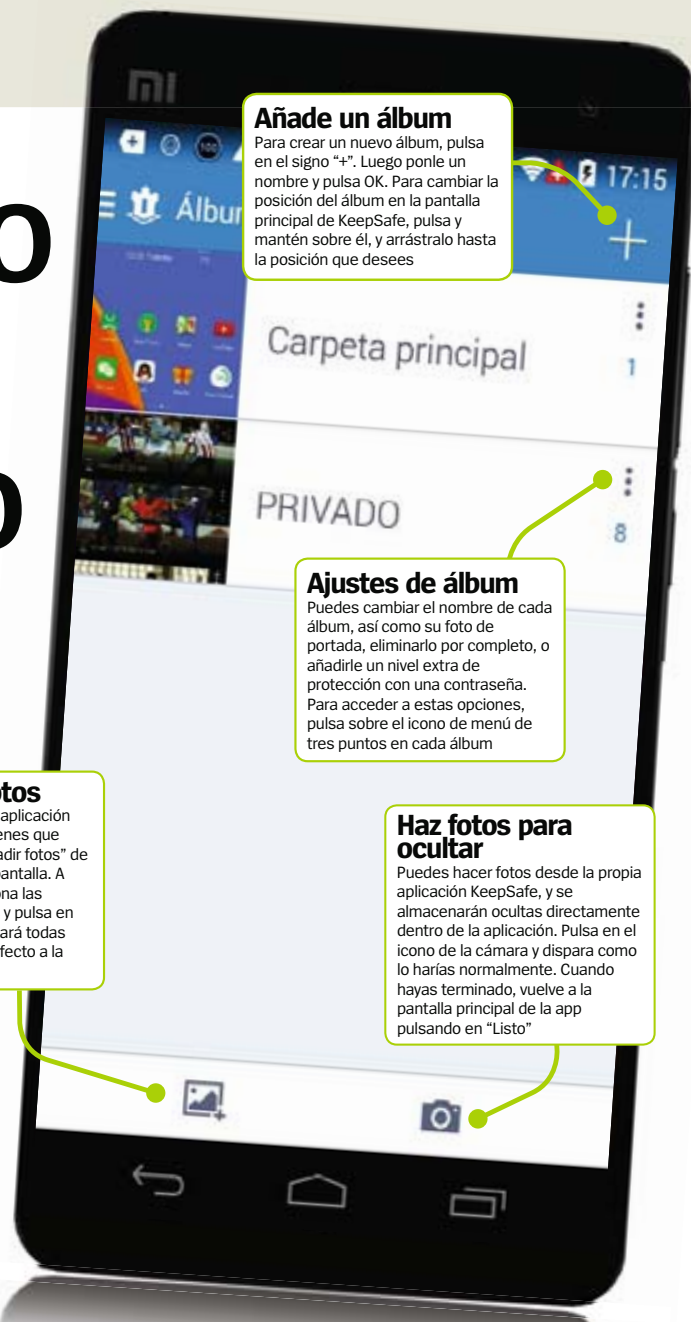 O
O
mi
17:15
Álbu
Carpeta principal
1
PRIVADO
8
Añade un álbum
Para crear un nuevo álbum, pulsa
en el signo “+”. Luego ponle un
nombre y pulsa OK. Para cambiar la
posición del álbum en la pantalla
principal de KeepSafe, pulsa y
mantén sobre él, y arrástralo hasta
la posición que desees
Ajustes de álbum
Puedes cambiar el nombre de cada
álbum, así como su foto de
portada, eliminarlo por completo, o
añadirle un nivel extra de
protección con una contraseña.
Para acceder a estas opciones,
pulsa sobre el icono de menú de
tres puntos en cada álbum
otos
aplicación
enes que
adir fotos” de
pantalla. A
ona las
y pulsa en
ará todas
fecto a la
Haz fotos para
ocultar
Puedes hacer fotos desde la propia
aplicación KeepSafe, y se
almacenarán ocultas directamente
dentro de la aplicación. Pulsa en el
icono de la cámara y dispara como
lo harías normalmente. Cuando
hayas terminado, vuelve a la
pantalla principal de la app
pulsando en “Listo”